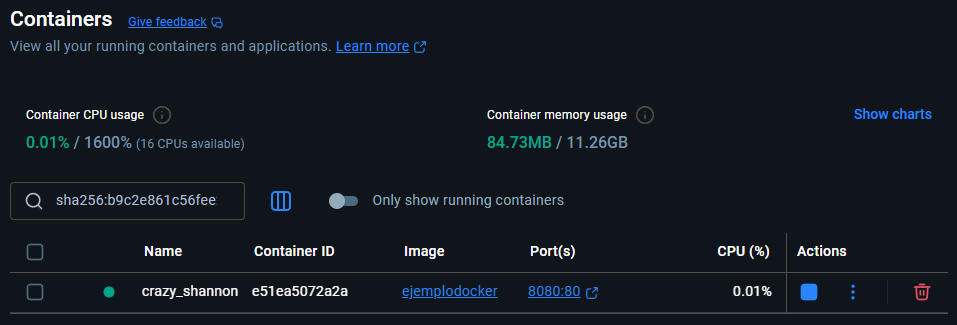 Containers Give feedback
View all your running containers and applications. Learn more
Container CPU usage
0.01% / 1600% (16 CPUs available)
Container memory usage
84.73MB / 11.26GB
Show charts
sha256:b9c2e861c56fee
Only show running containers
Name Container ID Image Port(s) CPU (%) Actions
crazy_shannon e51ea5072a2a ejemplodocker 8080:80 0.01%